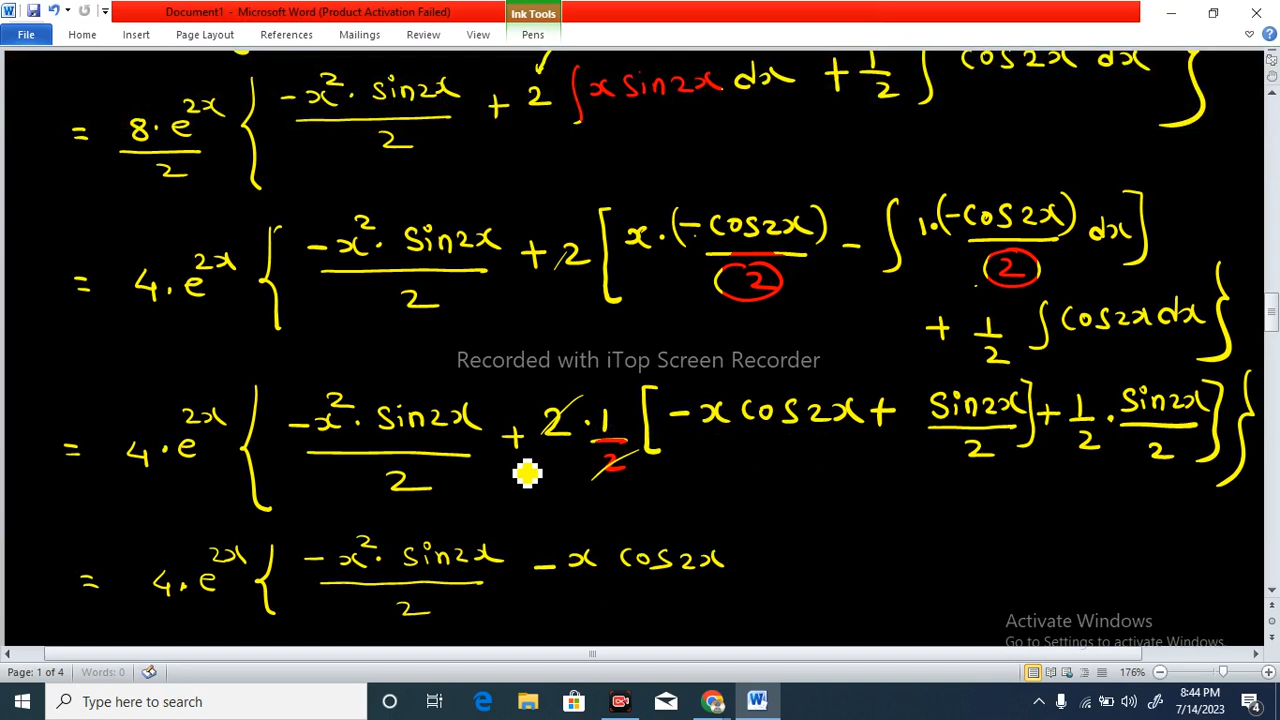 Document1 - Microsoft Word (Product Activation Failed)
Ink Tools
File Home Insert Page Layout References Mailings Review View Pens
= 8·e^2x/2 { -x²·sin2x/2 + 2 ∫x sin2x dx + 1/2 ∫ cos2x dx }
= 4·e^2x { -x²·sin2x/2 + 2 [ x·(-cos2x)/2 - ∫ 1·(-cos2x)/2 dx ]
+ 1/2 ∫ cos2x dx }
Recorded with iTop Screen Recorder
= 4·e^2x { -x²·sin2x/2 + 2·1/2 [ -x cos2x + sin2x/2 ] + 1/2·sin2x/2 } }
= 4·e^2x { -x²·sin2x/2 - x cos2x
Activate Windows
Go to Settings to activate Windows.
Page: 1 of 4 Words: 0 176%
Type here to search
8:44 PM
7/14/2023